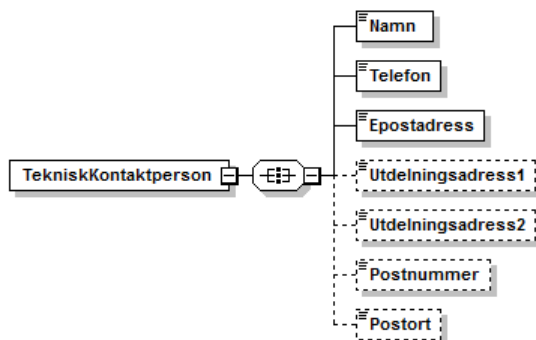 Namn
Telefon
Epostadress
TekniskKontaktperson
Utdelningsadress1
Utdelningsadress2
Postnummer
Postort